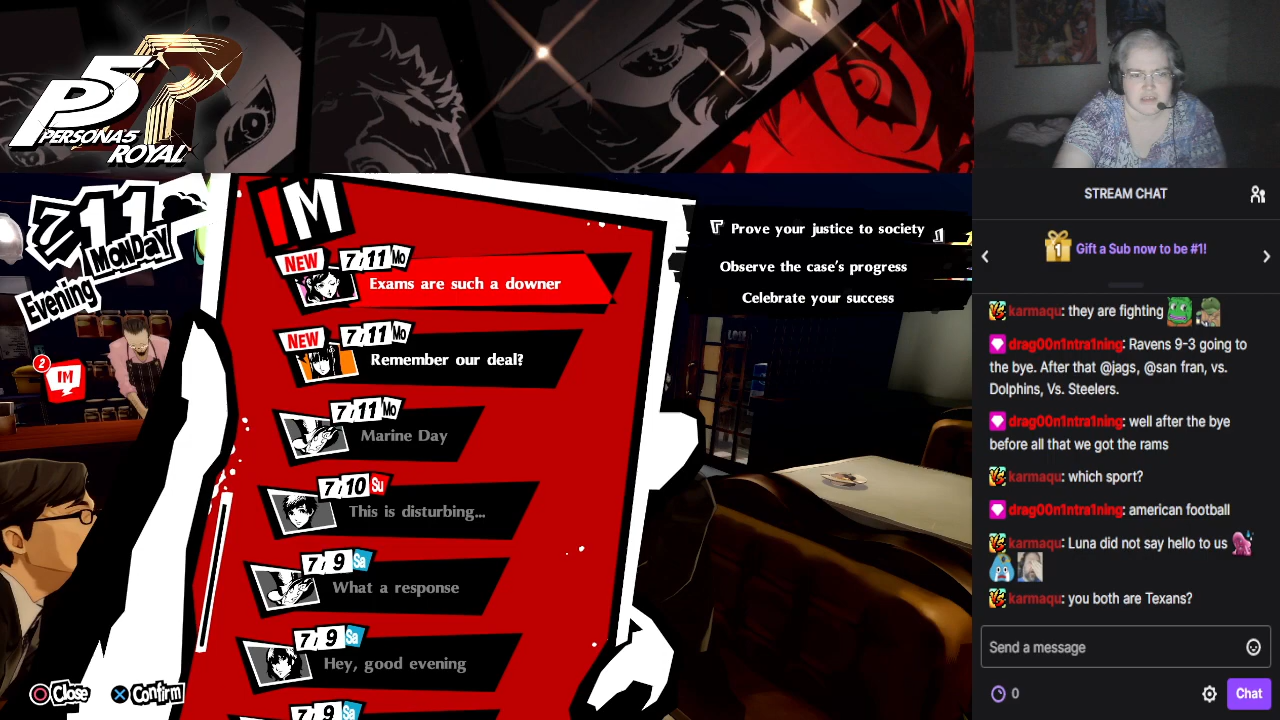 P5R
PERSONA5
ROYAL
7/11
MONDAY
Evening
2
IM
IM
NEW
7/11 Mo
Exams are such a downer
NEW
7/11 Mo
Remember our deal?
7/11 Mo
Marine Day
7/10 Su
This is disturbing...
7/9 Sa
What a response
7/9 Sa
Hey, good evening
7/9 Sa
Close
Confirm
Prove your justice to society
Observe the case's progress
Celebrate your success
STREAM CHAT
1
Gift a Sub now to be #1!
karmaqu: they are fighting
drag00n1ntra1ning: Ravens 9-3 going to
the bye. After that @jags, @san fran, vs.
Dolphins, Vs. Steelers.
drag00n1ntra1ning: well after the bye
before all that we got the rams
karmaqu: which sport?
drag00n1ntra1ning: american football
karmaqu: Luna did not say hello to us
karmaqu: you both are Texans?
Send a message
0
Chat